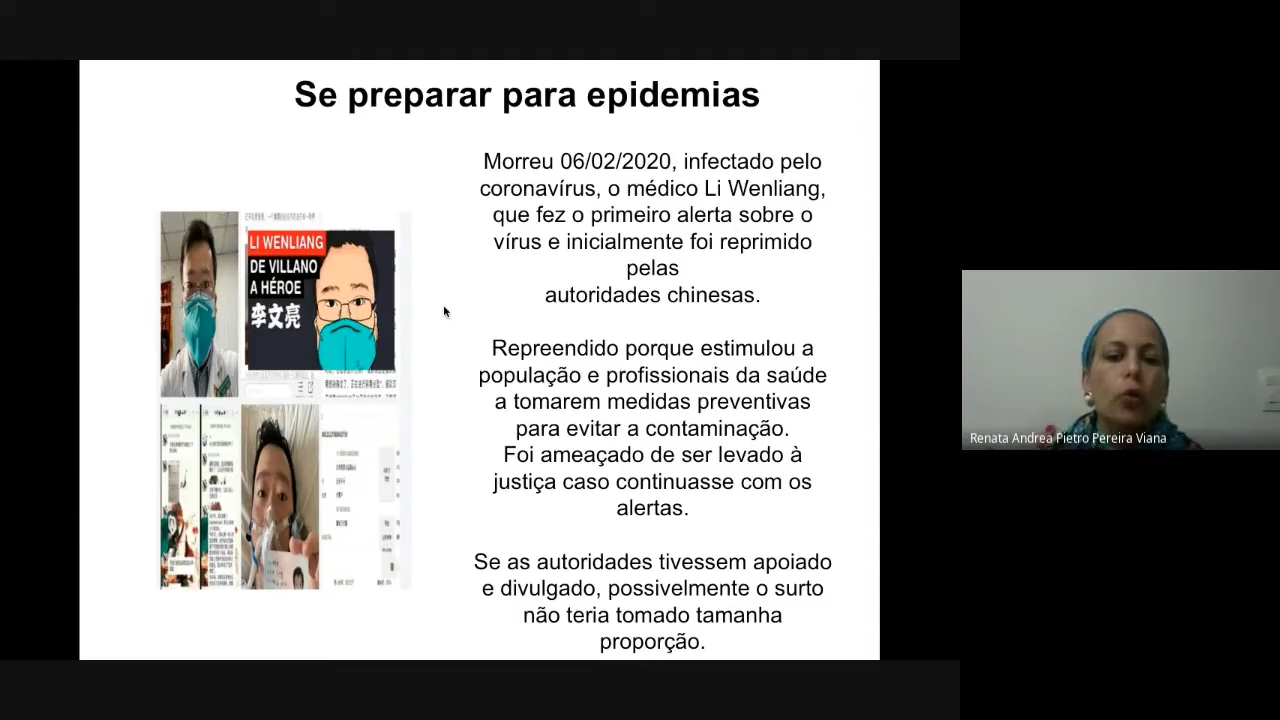 Se preparar para epidemias
Morreu 06/02/2020, infectado pelo
coronavírus, o médico Li Wenliang,
que fez o primeiro alerta sobre o
vírus e inicialmente foi reprimido
pelas
autoridades chinesas.
Repreendido porque estimulou a
população e profissionais da saúde
a tomarem medidas preventivas
para evitar a contaminação.
Foi ameaçado de ser levado à
justiça caso continuasse com os
alertas.
Se as autoridades tivessem apoiado
e divulgado, possivelmente o surto
não teria tomado tamanha
proporção.
LI WENLIANG
DE VILLANO
A HÉROE
李文亮
Renata Andrea Pietro Pereira Viana